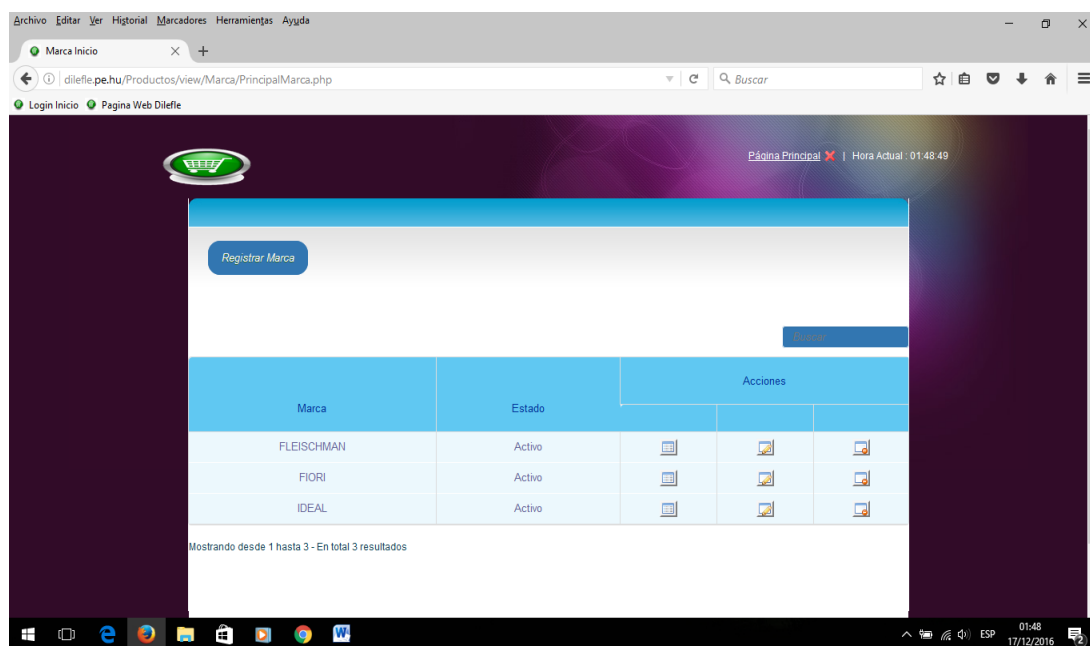 Archivo Editar Ver Historial Marcadores Herramientas Ayuda
Marca Inicio
dilefle.pe.hu/Productos/view/Marca/PrincipalMarca.php
Buscar
Login Inicio Pagina Web Dilefle
Página Principal | Hora Actual : 01:48:49
Registrar Marca
Buscar
Marca Estado Acciones
FLEISCHMAN Activo
FIORI Activo
IDEAL Activo
Mostrando desde 1 hasta 3 - En total 3 resultados
ESP 01:48
17/12/2016
2